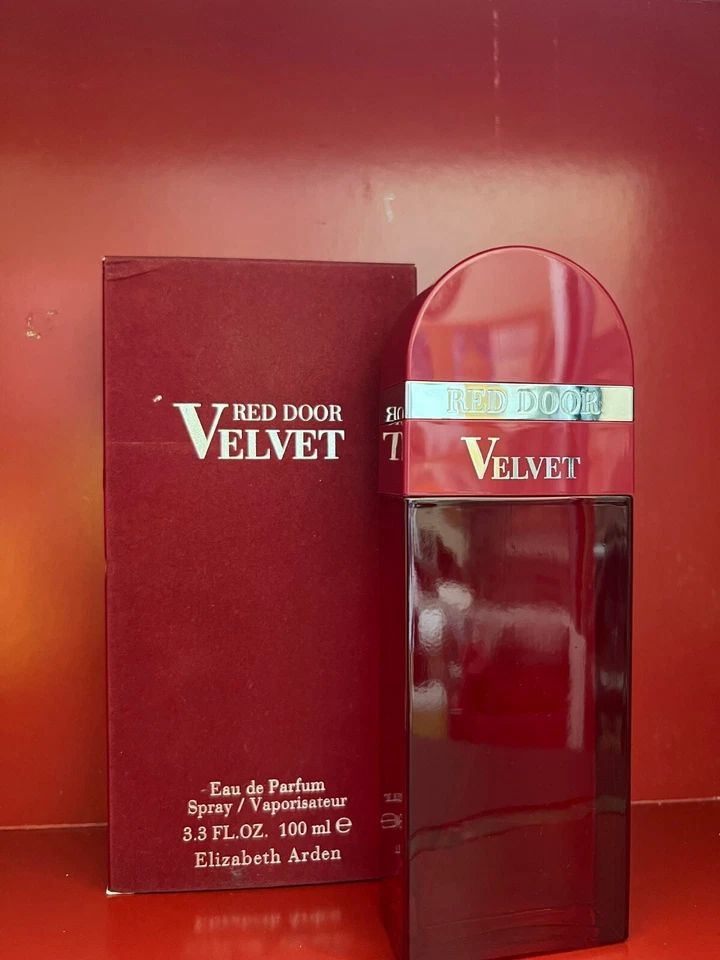 RED DOOR
VELVET
Eau de Parfum
Spray / Vaporisateur
3.3 FL.OZ. 100 ml ℮
Elizabeth Arden
RED DOOR
VELVET